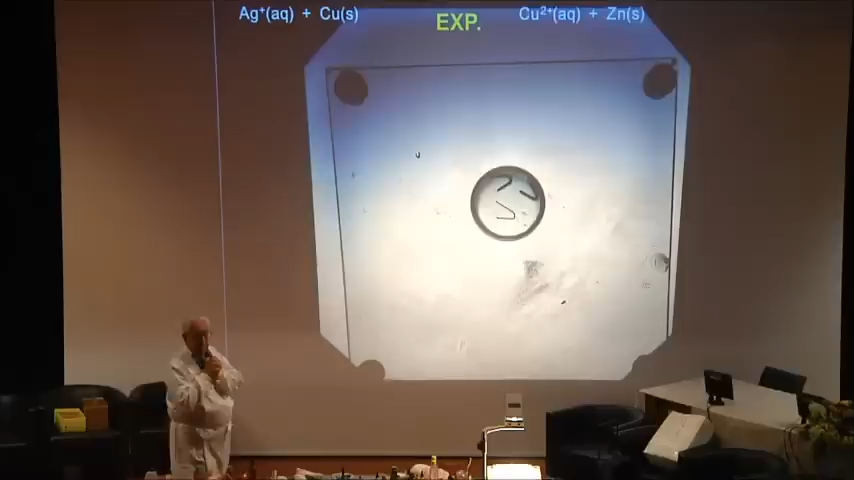 Ag⁺(aq) + Cu(s)
EXP.
Cu²⁺(aq) + Zn(s)